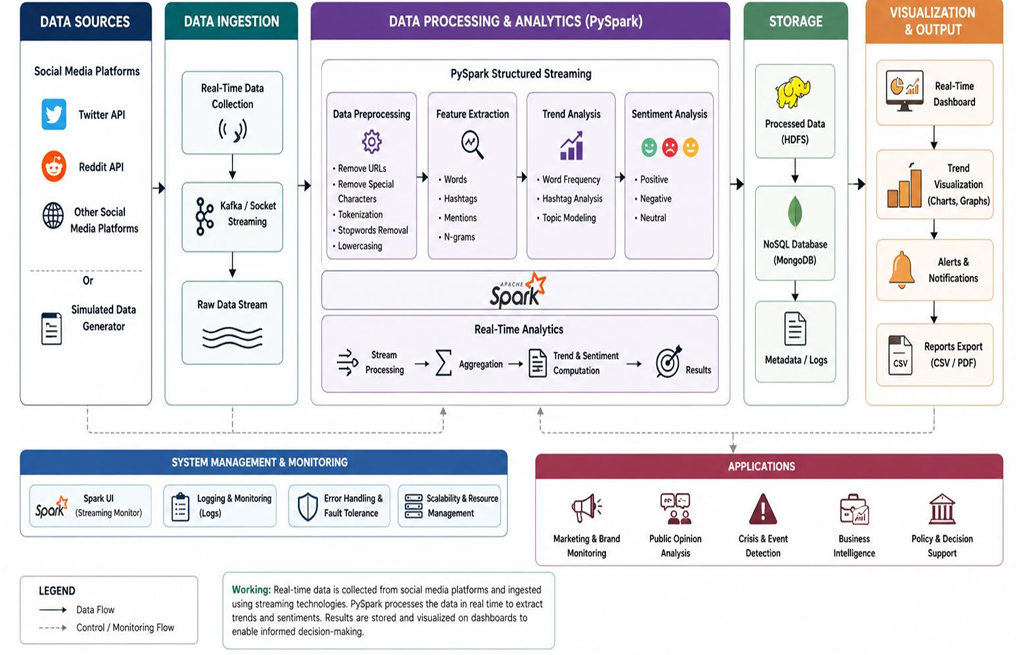 DATA SOURCES
Social Media Platforms
Twitter API
Reddit API
Other Social
Media Platforms
Or
Simulated Data
Generator
DATA INGESTION
Real-Time Data
Collection
Kafka / Socket
Streaming
Raw Data Stream
DATA PROCESSING & ANALYTICS (PySpark)
PySpark Structured Streaming
Data Preprocessing
• Remove URLs
• Remove Special
Characters
• Tokenization
• Stopwords Removal
• Lowercasing
Feature Extraction
• Words
• Hashtags
• Mentions
• N-grams
Trend Analysis
• Word Frequency
• Hashtag Analysis
• Topic Modeling
Sentiment Analysis
• Positive
• Negative
• Neutral
APACHE
Spark
Real-Time Analytics
Stream
Processing
Aggregation
Trend & Sentiment
Computation
Results
STORAGE
Processed Data
(HDFS)
NoSQL Database
(MongoDB)
Metadata / Logs
VISUALIZATION
& OUTPUT
Real-Time
Dashboard
Trend
Visualization
(Charts, Graphs)
Alerts &
Notifications
CSV
Reports Export
(CSV / PDF)
SYSTEM MANAGEMENT & MONITORING
Spark
Spark UI
(Streaming Monitor)
Logging & Monitoring
(Logs)
Error Handling &
Fault Tolerance
Scalability & Resource
Management
APPLICATIONS
Marketing & Brand
Monitoring
Public Opinion
Analysis
Crisis & Event
Detection
Business
Intelligence
Policy & Decision
Support
LEGEND
Data Flow
Control / Monitoring Flow
Working: Real-time data is collected from social media platforms and ingested
using streaming technologies. PySpark processes the data in real time to extract
trends and sentiments. Results are stored and visualized on dashboards to
enable informed decision-making.